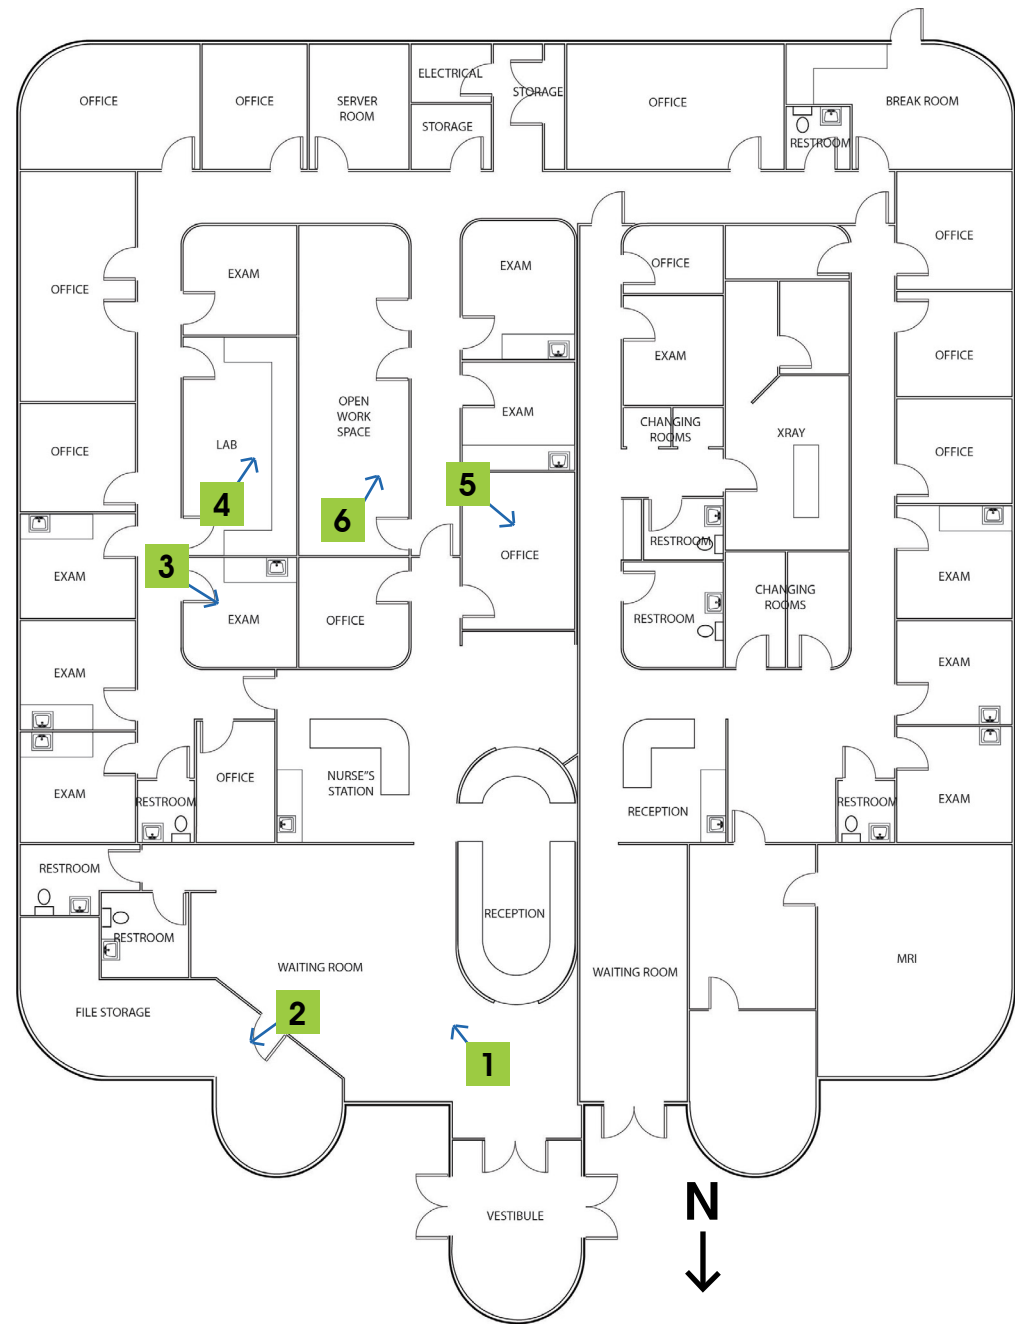 OFFICE
OFFICE
SERVER
ROOM
ELECTRICAL
STORAGE
STORAGE
OFFICE
RESTROOM
BREAK ROOM
OFFICE
EXAM
EXAM
OFFICE
OFFICE
EXAM
OFFICE
OPEN
WORK
SPACE
EXAM
CHANGING
ROOMS
XRAY
OFFICE
LAB
OFFICE
4
6
5
OFFICE
RESTROOM
3
EXAM
EXAM
OFFICE
EXAM
CHANGING
ROOMS
RESTROOM
EXAM
EXAM
OFFICE
NURSE"S
STATION
EXAM
RESTROOM
RECEPTION
RESTROOM
EXAM
RESTROOM
RESTROOM
RECEPTION
WAITING ROOM
WAITING ROOM
MRI
FILE STORAGE
2
1
VESTIBULE
N